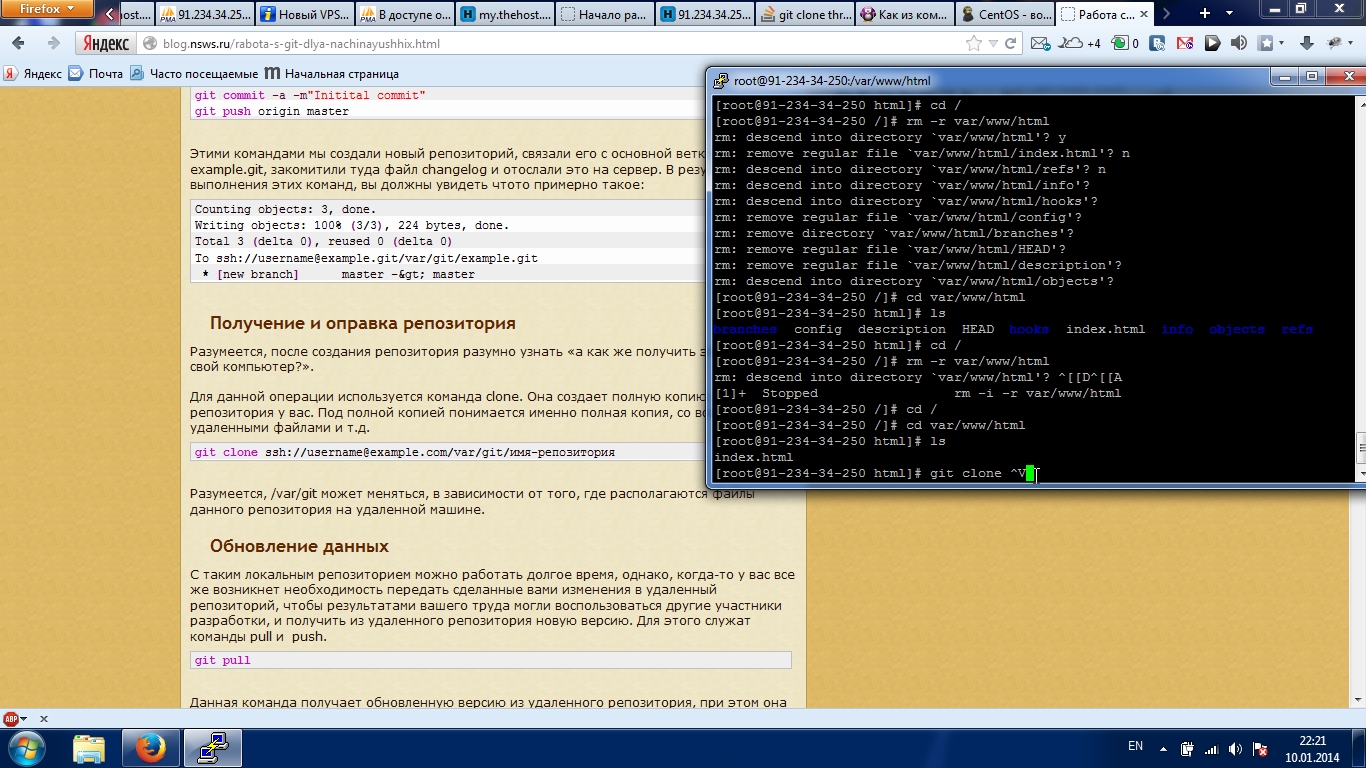 Firefox
host....
91.234.34.25...
Новый VPS...
В доступе о...
my.thehost....
Начало ра...
91.234.34.25...
git clone thr...
Как из ком...
CentOS - во...
Работа с...
Яндекс
blog.nsws.ru/rabota-s-git-dlya-nachinayushhix.html
+4
0
Яндекс
Почта
Часто посещаемые
Начальная страница
git commit -a -m"Initital commit"
git push origin master
Этими командами мы создали новый репозиторий, связали его с основной ветк
example.git, закомитили туда файл changelog и отослали это на сервер. В рез
выполнения этих команд, вы должны увидеть чтото примерно такое:
Counting objects: 3, done.
Writing objects: 100% (3/3), 224 bytes, done.
Total 3 (delta 0), reused 0 (delta 0)
To ssh://username@example.git/var/git/example.git
* [new branch]      master -&gt; master
Получение и оправка репозитория
Разумеется, после создания репозитория разумно узнать «а как же получить э
свой компьютер?».
Для данной операции используется команда clone. Она создает полную копию
репозитория у вас. Под полной копией понимается именно полная копия, со вс
удаленными файлами и т.д.
git clone ssh://username@example.com/var/git/имя-репозитория
Разумеется, /var/git может меняться, в зависимости от того, где располагаются файлы
данного репозитория на удаленной машине.
Обновление данных
С таким локальным репозиторием можно работать долгое время, однако, когда-то у вас все
же возникнет необходимость передать сделанные вами изменения в удаленный
репозиторий, чтобы результатами вашего труда могли воспользоваться другие участники
разработки, и получить из удаленного репозитория новую версию. Для этого служат
команды pull и  push.
git pull
Данная команда получает обновленную версию из удаленного репозитория, при этом она
root@91-234-34-250:/var/www/html
[root@91-234-34-250 html]# cd /
[root@91-234-34-250 /]# rm -r var/www/html
rm: descend into directory `var/www/html'? y
rm: remove regular file `var/www/html/index.html'? n
rm: descend into directory `var/www/html/refs'? n
rm: descend into directory `var/www/html/info'?
rm: descend into directory `var/www/html/hooks'?
rm: remove regular file `var/www/html/config'?
rm: remove directory `var/www/html/branches'?
rm: remove regular file `var/www/html/HEAD'?
rm: remove regular file `var/www/html/description'?
rm: descend into directory `var/www/html/objects'?
[root@91-234-34-250 /]# cd var/www/html
[root@91-234-34-250 html]# ls
branches  config  description  HEAD  hooks  index.html  info  objects  refs
[root@91-234-34-250 html]# cd /
[root@91-234-34-250 /]# rm -r var/www/html
rm: descend into directory `var/www/html'? ^[[D^[[A
[1]+  Stopped                 rm -i -r var/www/html
[root@91-234-34-250 /]# cd /
[root@91-234-34-250 /]# cd var/www/html
[root@91-234-34-250 html]# ls
index.html
[root@91-234-34-250 html]# git clone ^V
ABP
EN
22:21
10.01.2014